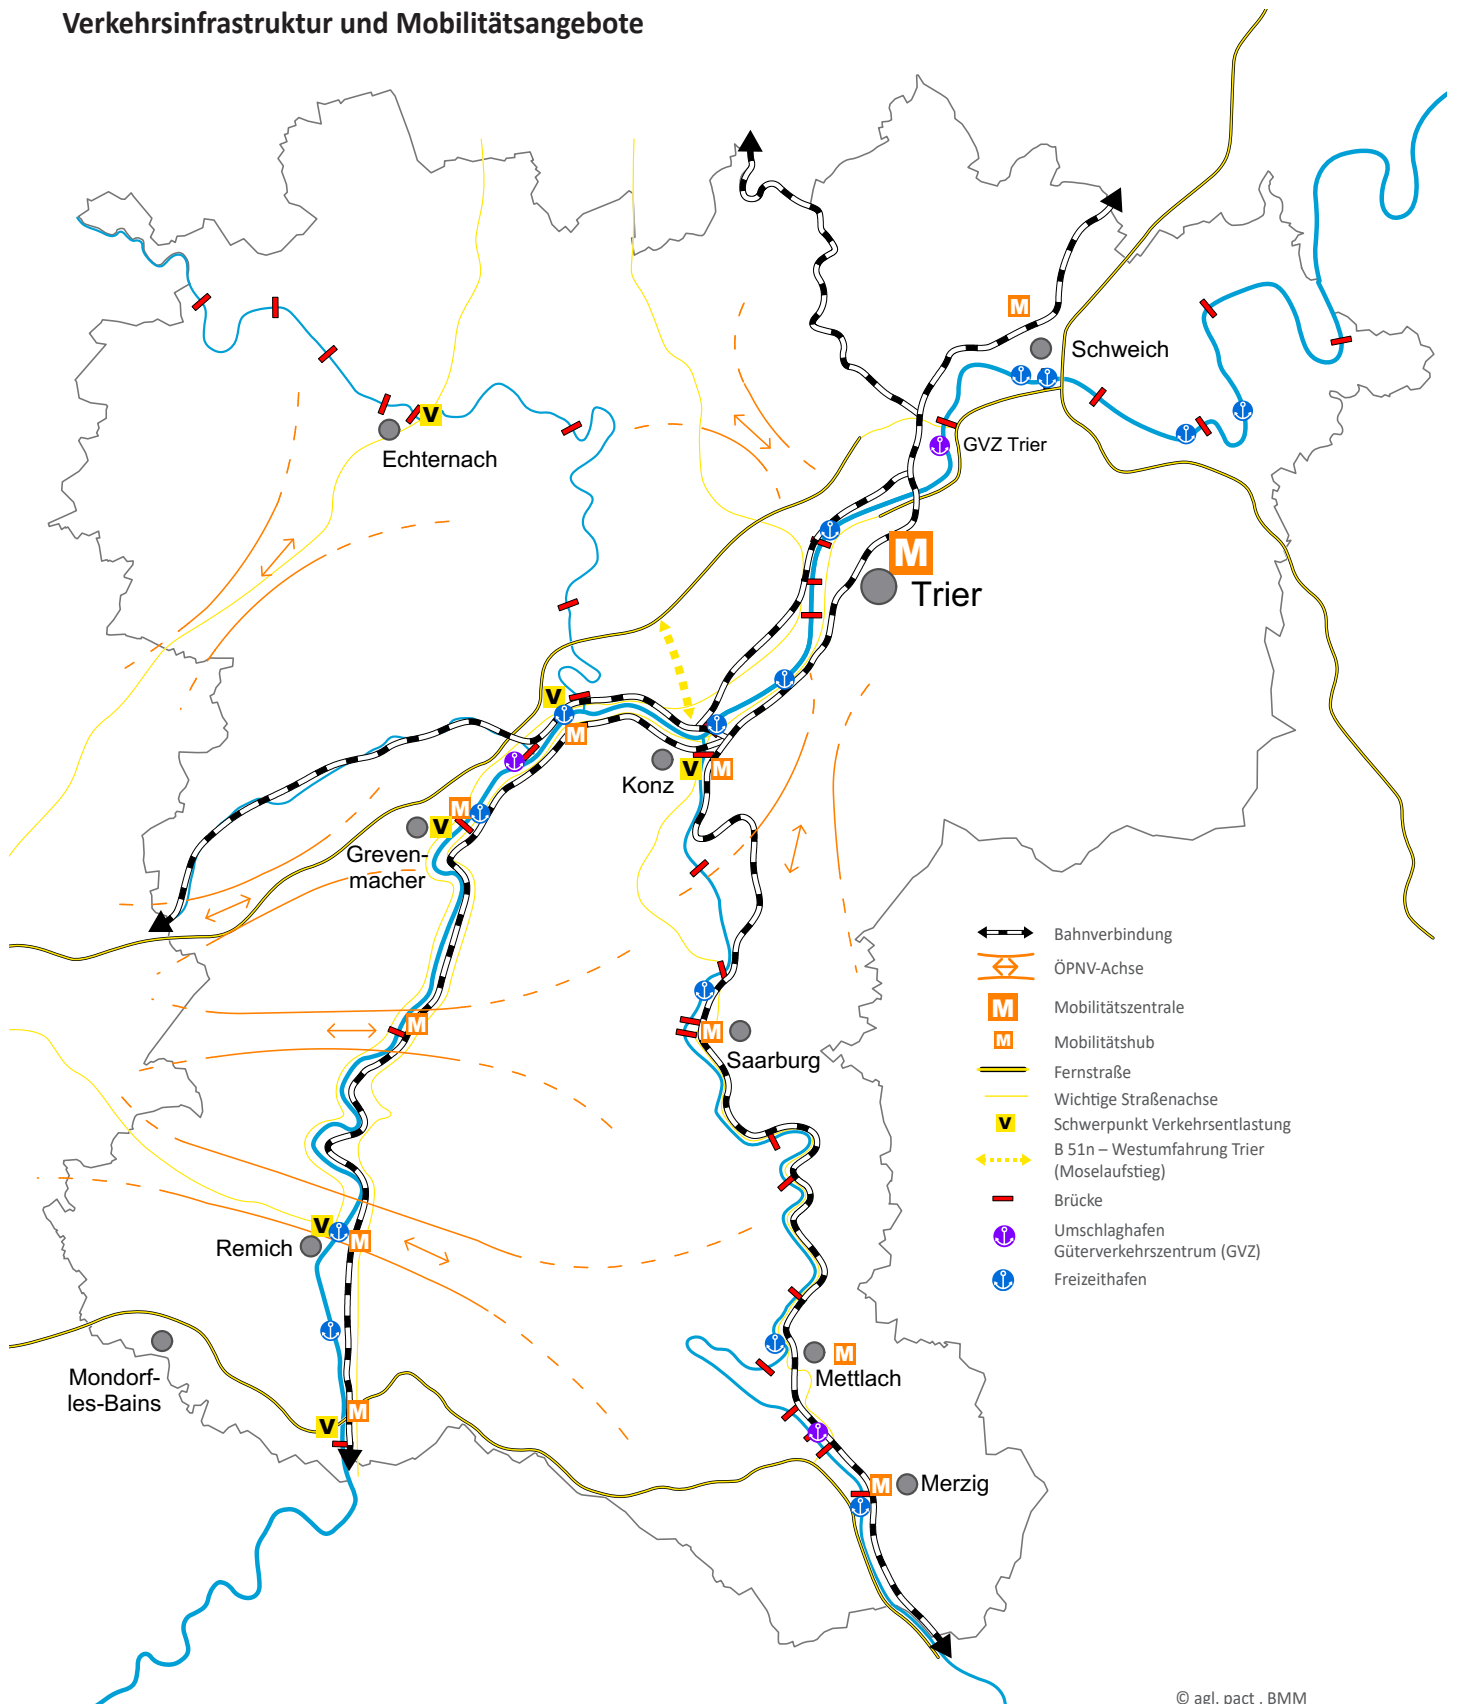 Verkehrsinfrastruktur und Mobilitätsangebote
M
Schweich
V
Echternach
GVZ Trier
M
Trier
V
M
Konz
V
M
M
V
Greven-
macher
M
M
Saarburg
V
Remich
M
Mondorf-
les-Bains
M
Mettlach
M
V
M
Merzig
Bahnverbindung
ÖPNV-Achse
M
Mobilitätszentrale
M
Mobilitätshub
Fernstraße
Wichtige Straßenachse
V
Schwerpunkt Verkehrsentlastung
B 51n – Westumfahrung Trier
(Moselaufstieg)
Brücke
Umschlaghafen
Güterverkehrszentrum (GVZ)
Freizeithafen
© agl, pact , BMM